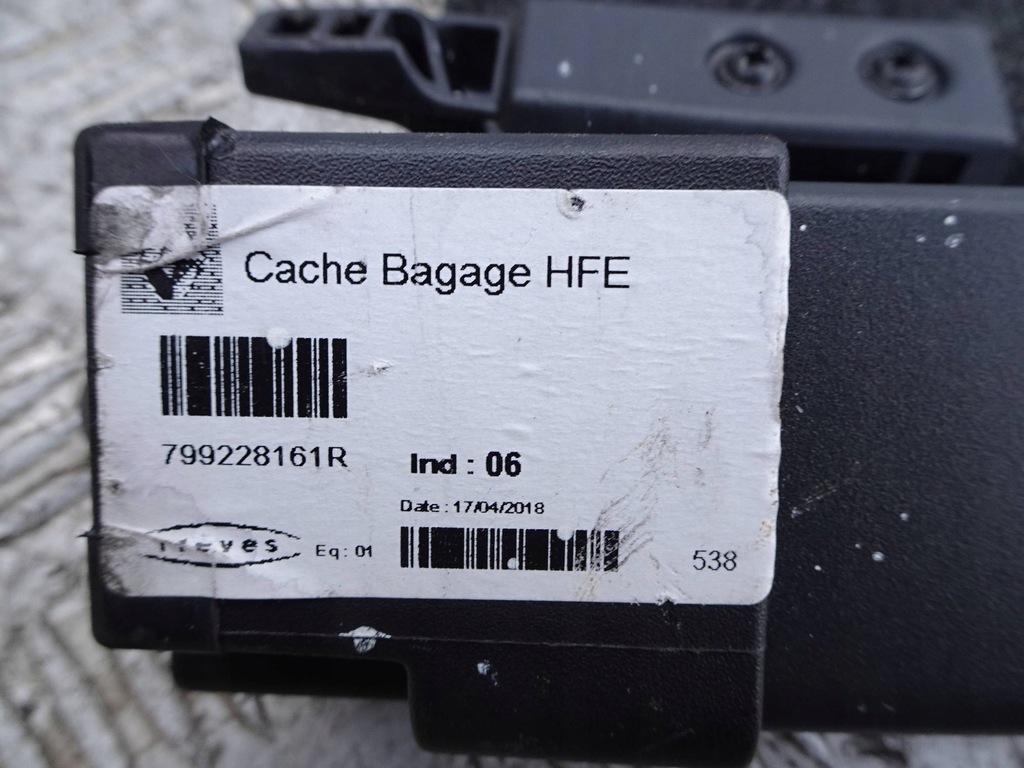 Cache Bagage HFE
799228161R
Ind : 06
Date : 17/04/2018
Eq : 01
538